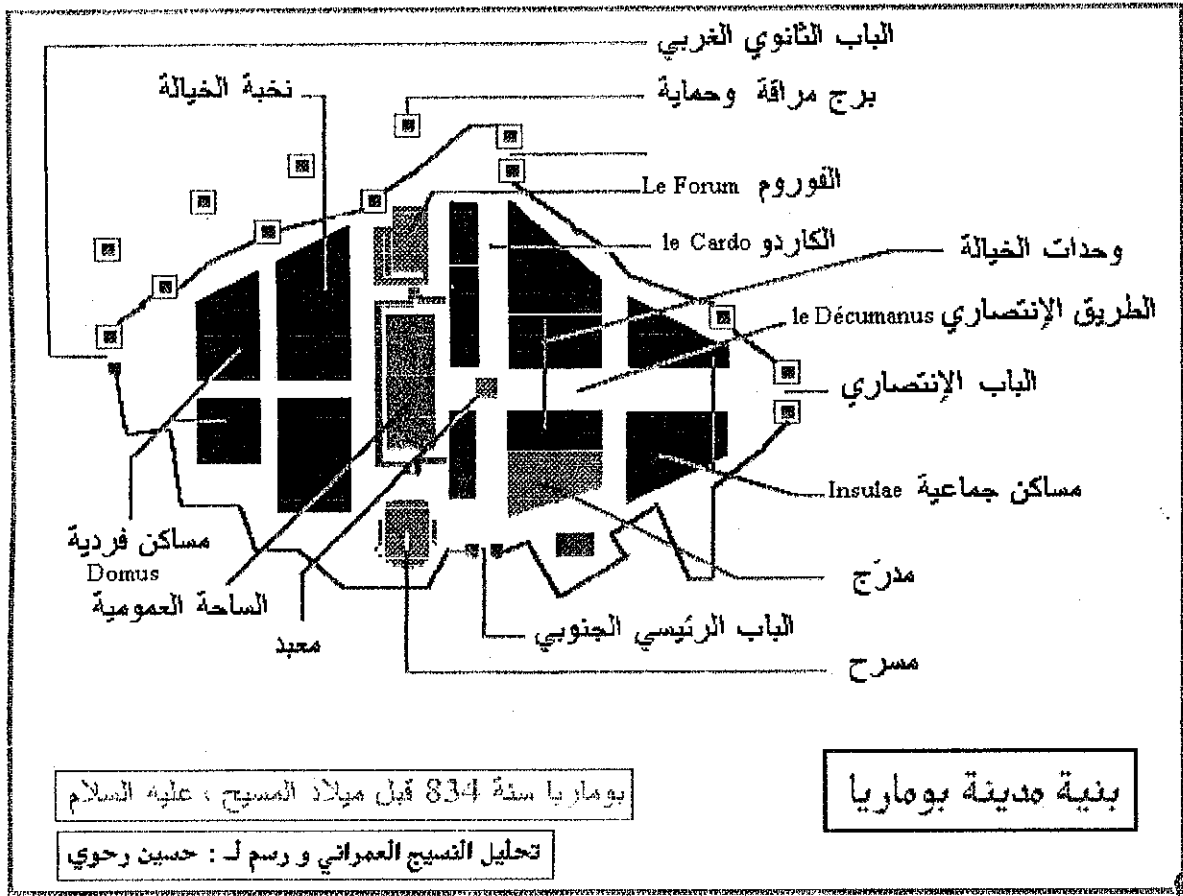 الباب الثانوي الغربي
نخبة الخيالة
برج مراقة وحماية
الفوروم Le Forum
الكاردو le Cardo
وحدات الخيالة
الطريق الإنتصاري le Décumanus
الباب الإنتصاري
مساكن جماعية Insulae
مساكن فردية
Domus
الساحة العمومية
معبد
مدرّج
الباب الرئيسي الجنوبي
مسرح
بوماريا سنة 834 قبل ميلاد المسيح ، عليه السلام
بنية مدينة بوماريا
تحليل النسيج العمراني و رسم لـ : حسين رحوي